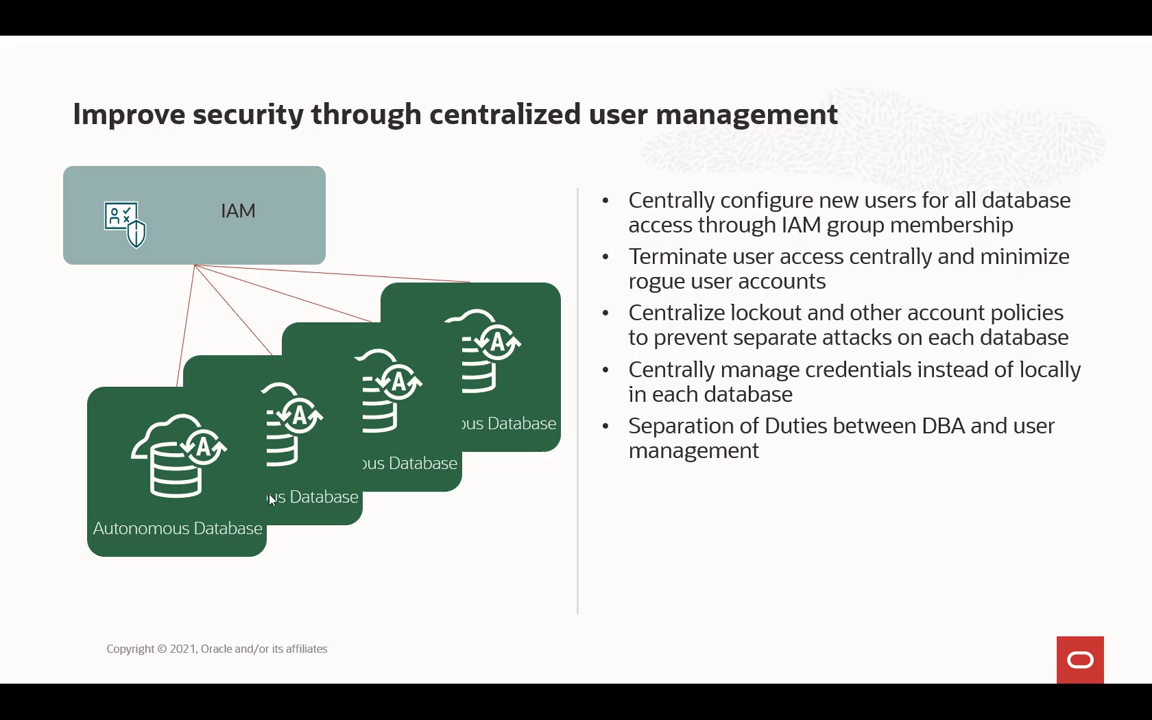 Improve security through centralized user management
IAM
• Centrally configure new users for all database
access through IAM group membership
• Terminate user access centrally and minimize
rogue user accounts
• Centralize lockout and other account policies
to prevent separate attacks on each database
• Centrally manage credentials instead of locally
in each database
• Separation of Duties between DBA and user
management
A
ous Database
A
ous Database
A
us Database
A
Autonomous Database
Copyright © 2021, Oracle and/or its affiliates